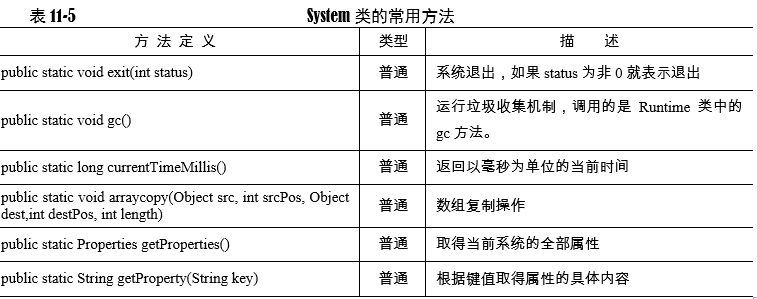 表 11-5 System 类的常用方法
方 法 定 义 类型 描 述
public static void exit(int status) 普通 系统退出，如果 status 为非 0 就表示退出
public static void gc() 普通 运行垃圾收集机制，调用的是 Runtime 类中的
gc 方法。
public static long currentTimeMillis() 普通 返回以毫秒为单位的当前时间
public static void arraycopy(Object src, int srcPos, Object
dest,int destPos, int length) 普通 数组复制操作
public static Properties getProperties() 普通 取得当前系统的全部属性
public static String getProperty(String key) 普通 根据键值取得属性的具体内容